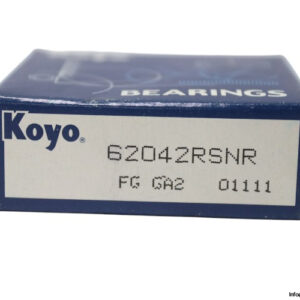 BEARINGS
Koyo®
62042RSNR
FG GA2 01111